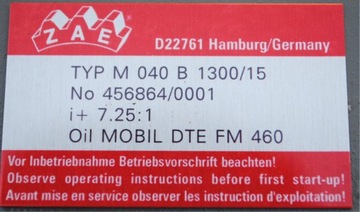 ZAE
D22761 Hamburg/Germany
TYP M 040 B 1300/15
No 456864/0001
i+ 7.25:1
Oil MOBIL DTE FM 460
Vor Inbetriebnahme Betriebsvorschrift beachten!
Observe operating instructions before first start-up!
Avant mise en service observer les instruction d'exploitation!